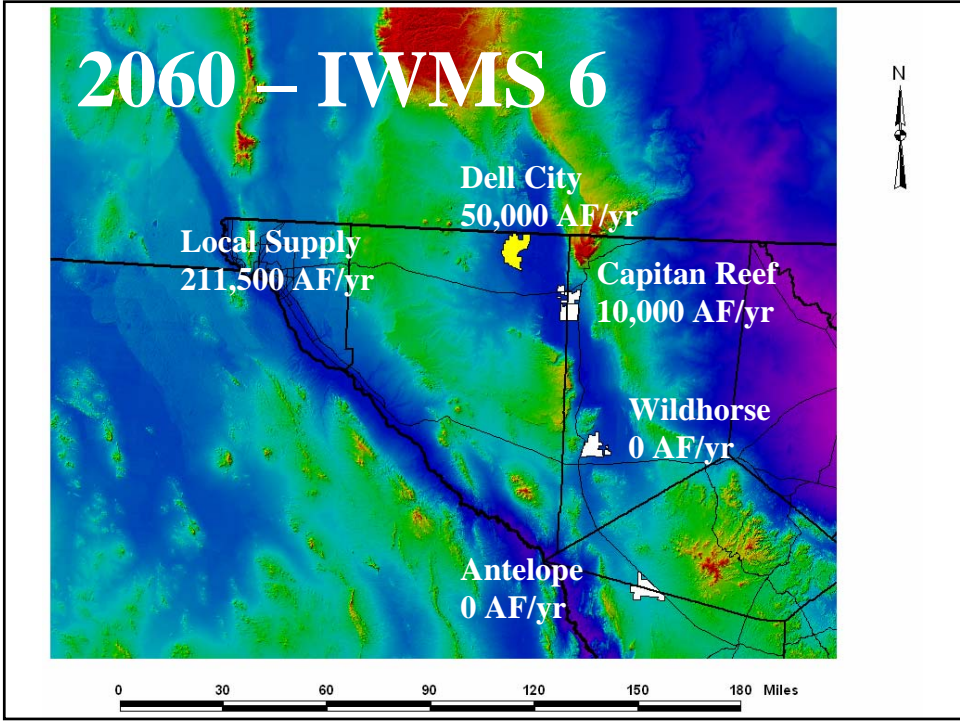 2060 – IWMS 6
N
Dell City
50,000 AF/yr
Local Supply
211,500 AF/yr
Capitan Reef
10,000 AF/yr
Wildhorse
0 AF/yr
Antelope
0 AF/yr
0 30 60 90 120 150 180 Miles